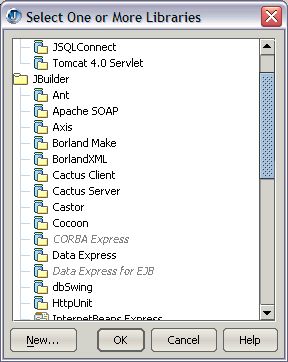 Select One or More Libraries
JSQLConnect
Tomcat 4.0 Servlet
JBuilder
Ant
Apache SOAP
Axis
Borland Make
BorlandXML
Cactus Client
Cactus Server
Castor
Cocoon
CORBA Express
Data Express
Data Express for EJB
dbSwing
HttpUnit
InternetBeans Express
New... OK Cancel Help